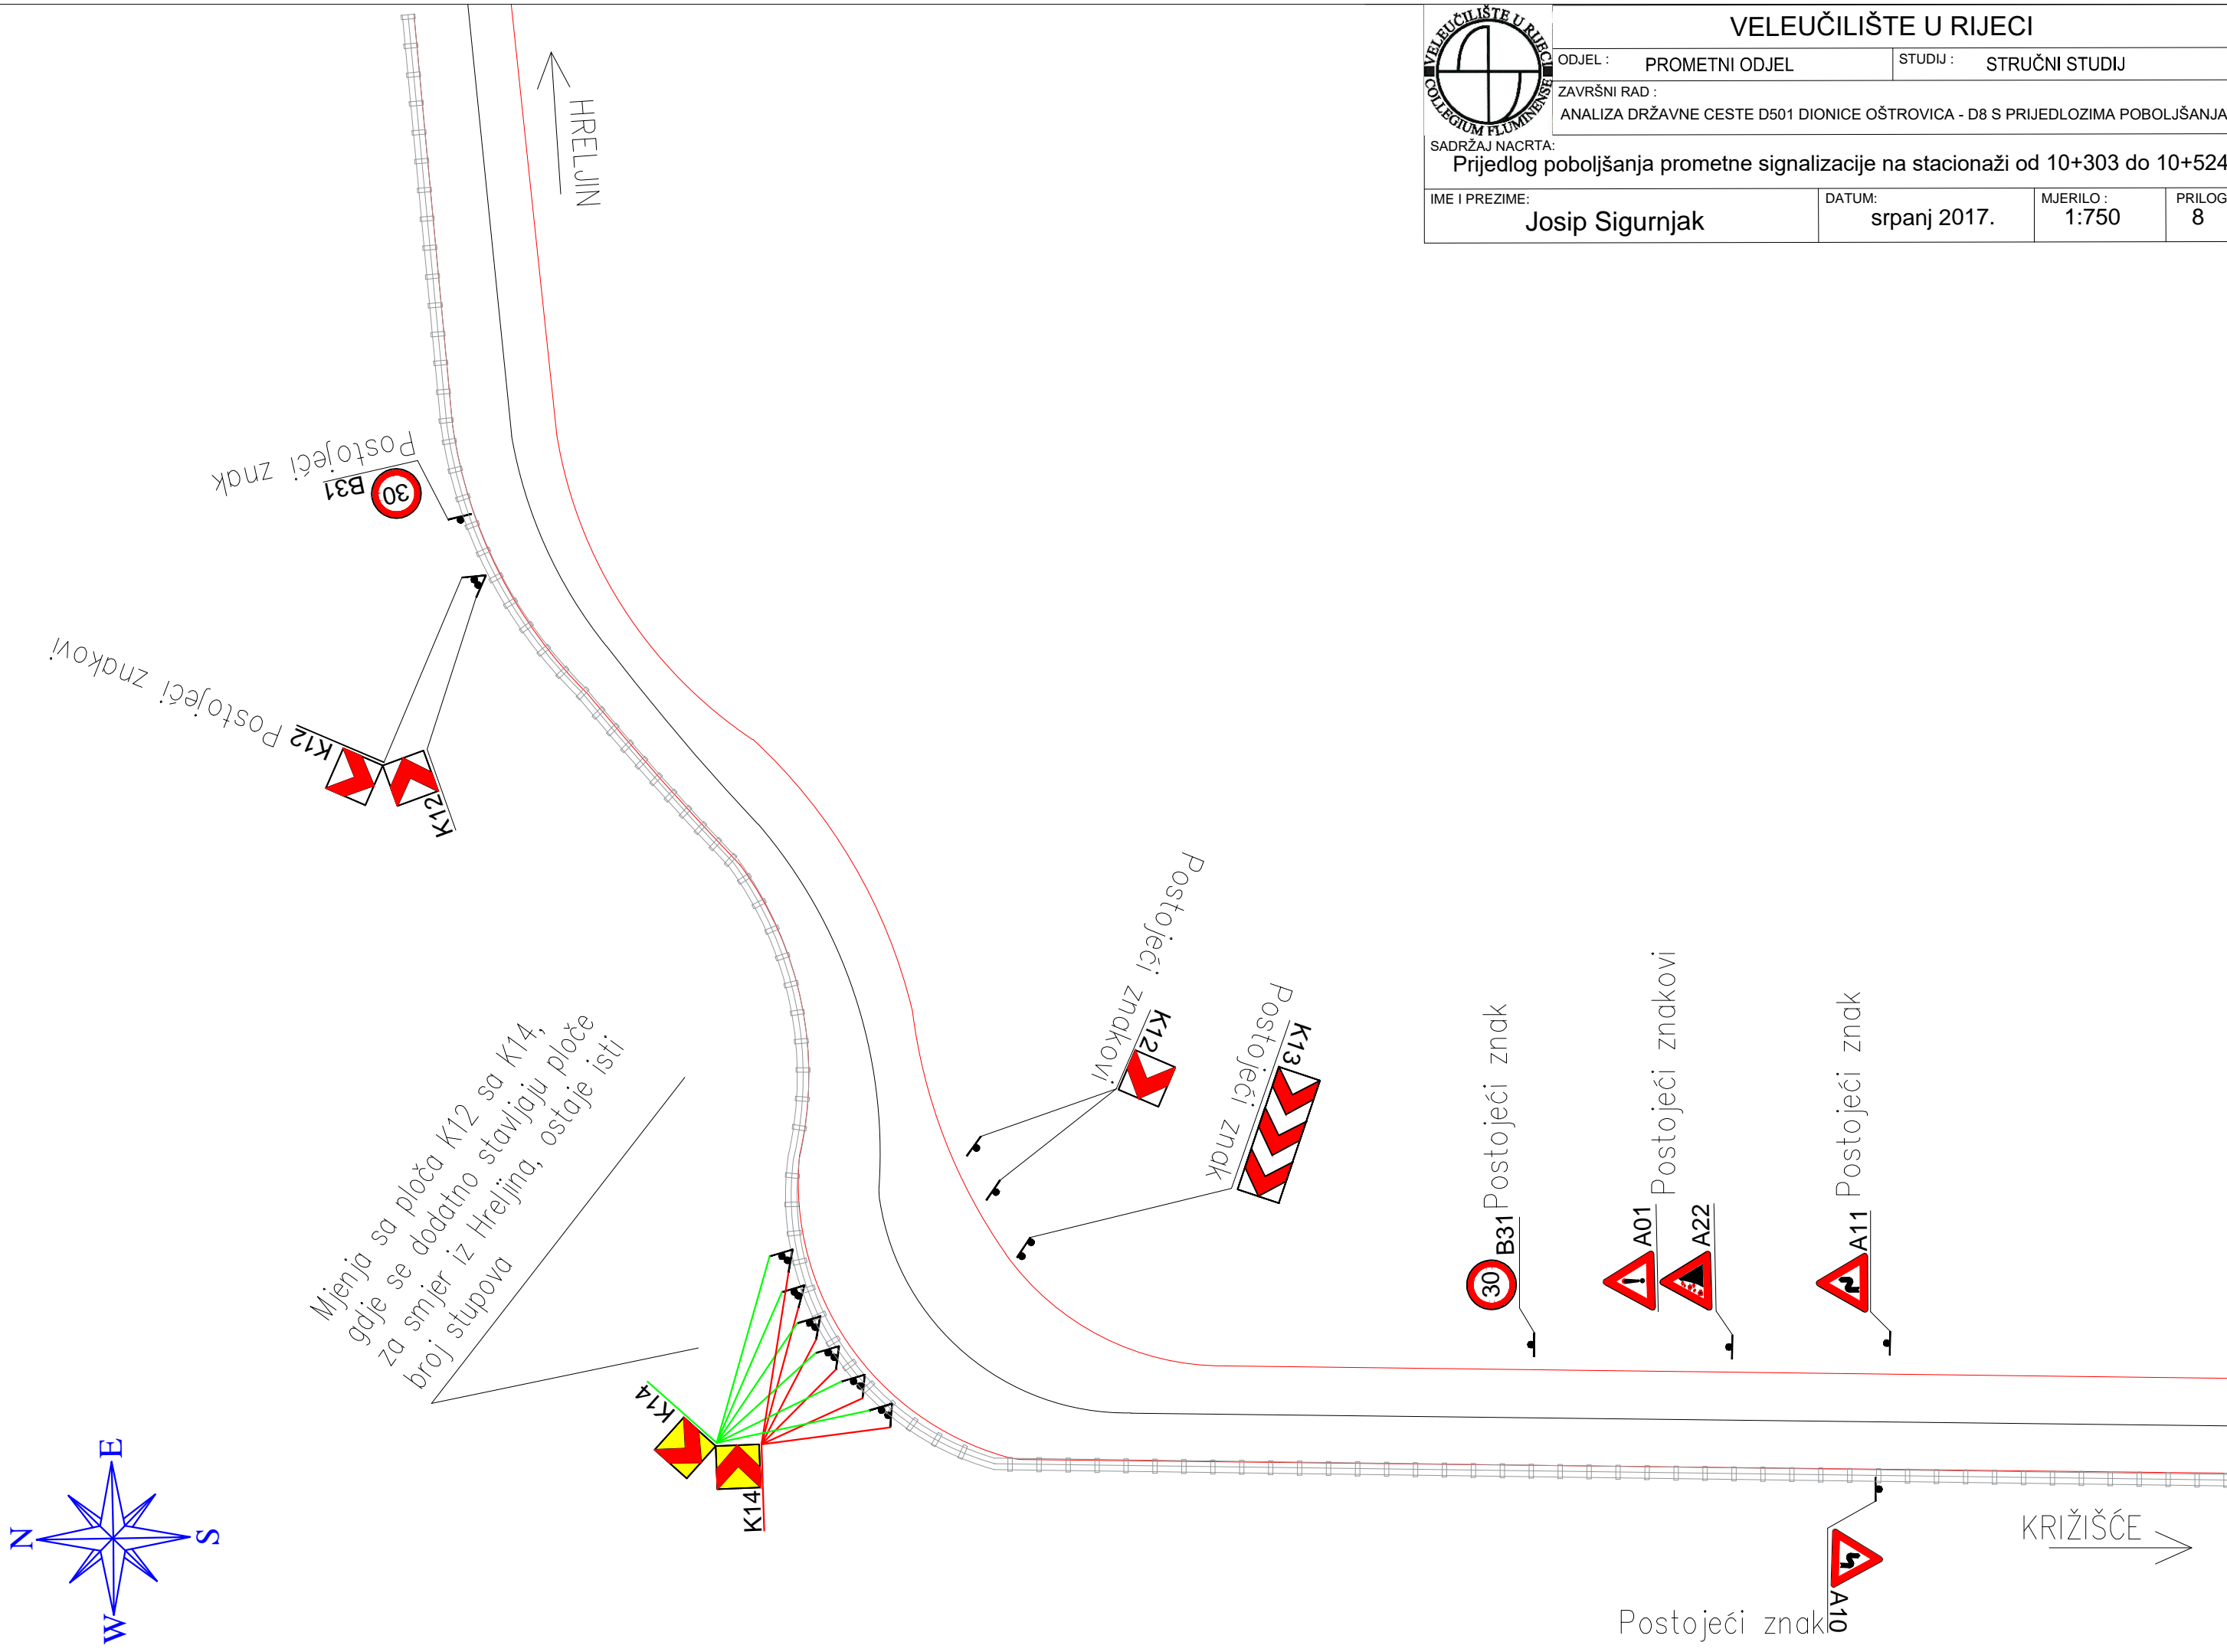 VELEUČILIŠTE U RIJECI
COLLEGIUM FLUMINENSE
VELEUČILIŠTE U RIJECI
ODJEL : PROMETNI ODJEL
STUDIJ : STRUČNI STUDIJ
ZAVRŠNI RAD :
ANALIZA DRŽAVNE CESTE D501 DIONICE OŠTROVICA - D8 S PRIJEDLOZIMA POBOLJŠANJA
SADRŽAJ NACRTA:
Prijedlog poboljšanja prometne signalizacije na stacionaži od 10+303 do 10+524
IME I PREZIME:
Josip Sigurnjak
DATUM:
srpanj 2017.
MJERILO :
1:750
PRILOG
8
HRELJIN
Postojeći znak
B31
30
Postojeći znakovi
K12
K12
Postojeći znakovi
K12
Postojeći znak
K13
Postojeći znak
B31
30
Postojeći znakovi
A01
A22
Postojeći znak
A11
Mjenja sa ploča K12 sa K14,
gdje se dodatno stavljaju ploče
za smjer iz Hreljina, ostaje isti
broj stupova
K14
K14
KRIŽIŠĆE
Postojeći znak
A10
N
E
S
W